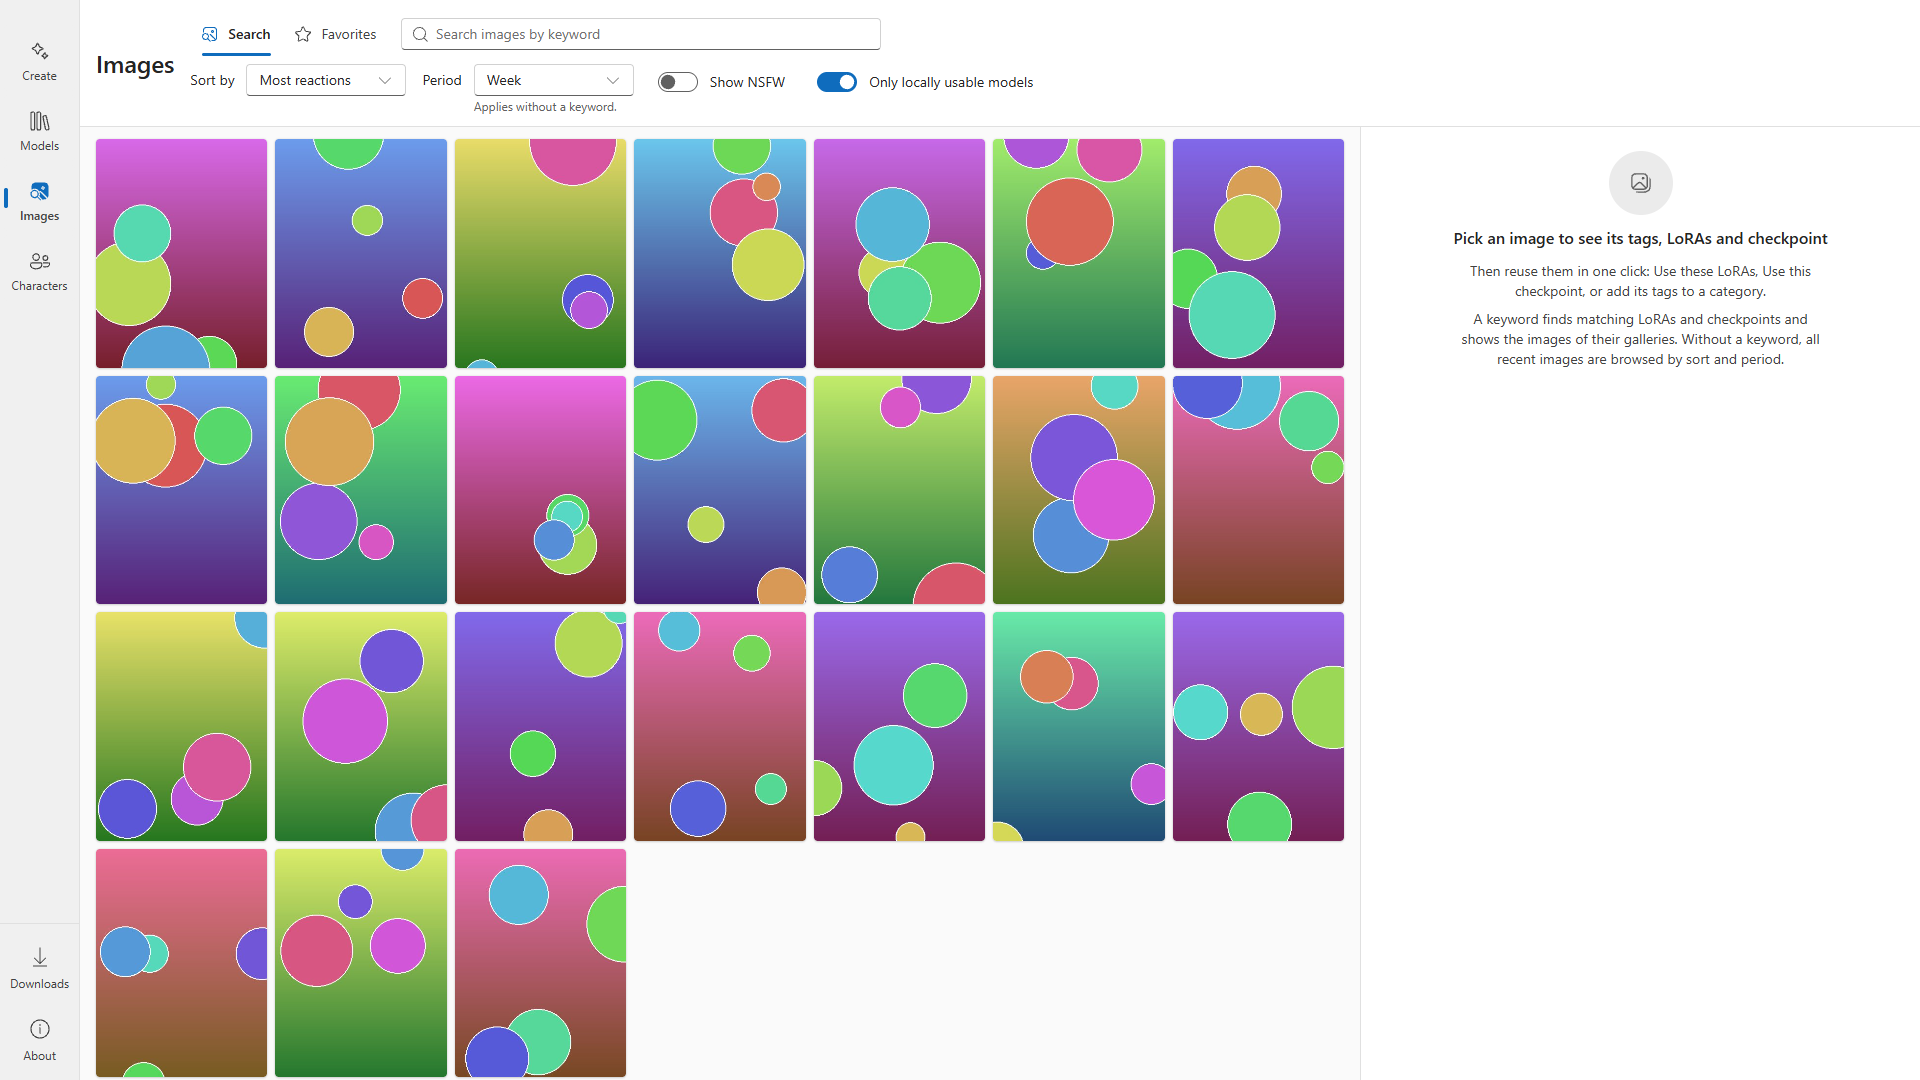 Create
Models
Images
Characters
Downloads
About
Images
Search
Favorites
Search images by keyword
Sort by
Most reactions
Period
Week
Applies without a keyword.
Show NSFW
Only locally usable models
Pick an image to see its tags, LoRAs and checkpoint
Then reuse them in one click: Use these LoRAs, Use this
checkpoint, or add its tags to a category.
A keyword finds matching LoRAs and checkpoints and
shows the images of their galleries. Without a keyword, all
recent images are browsed by sort and period.